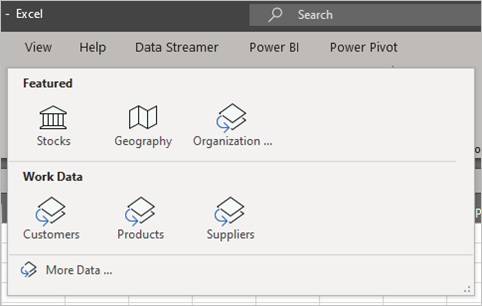 - Excel Search
View Help Data Streamer Power BI Power Pivot
Featured
Stocks Geography Organization ...
Work Data
Customers Products Suppliers
More Data ...